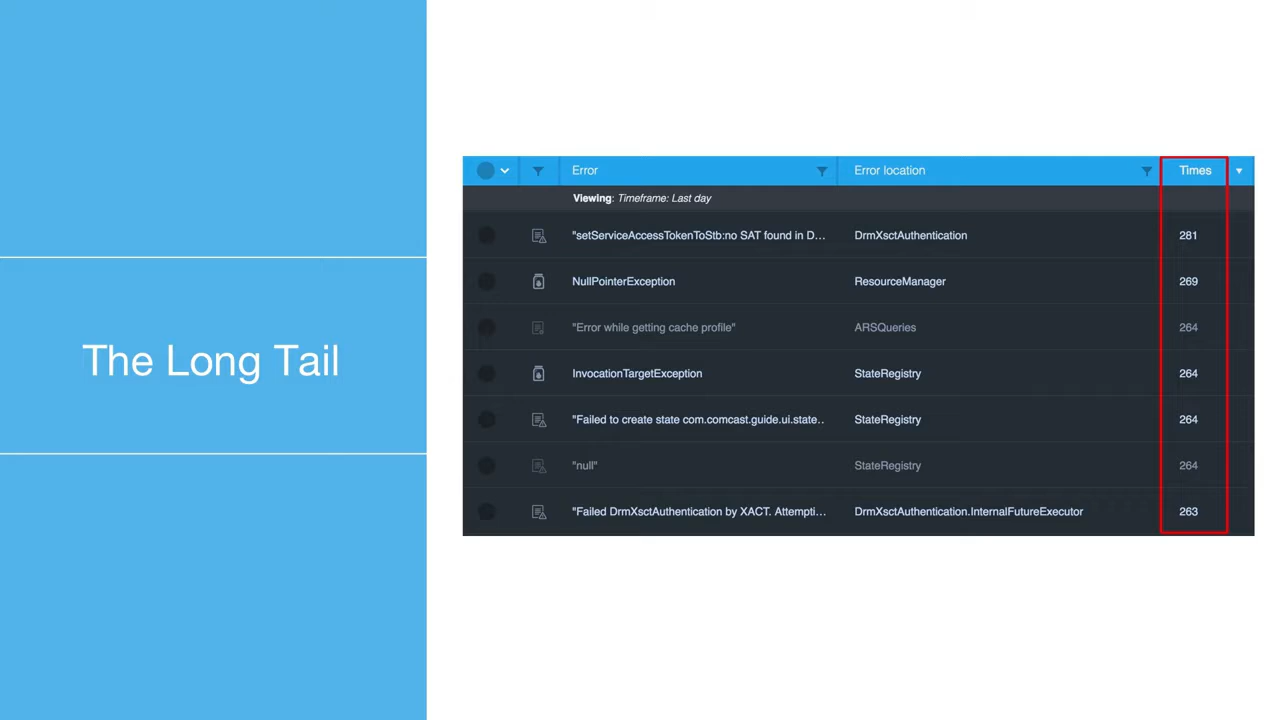 The Long Tail
Error Error location Times
Viewing: Timeframe: Last day
"setServiceAccessTokenToStb:no SAT found in D... DrmXsctAuthentication 281
NullPointerException ResourceManager 269
"Error while getting cache profile" ARSQueries 264
InvocationTargetException StateRegistry 264
"Failed to create state com.comcast.guide.ui.state.. StateRegistry 264
"null" StateRegistry 264
"Failed DrmXsctAuthentication by XACT. Attempti... DrmXsctAuthentication.InternalFutureExecutor 263